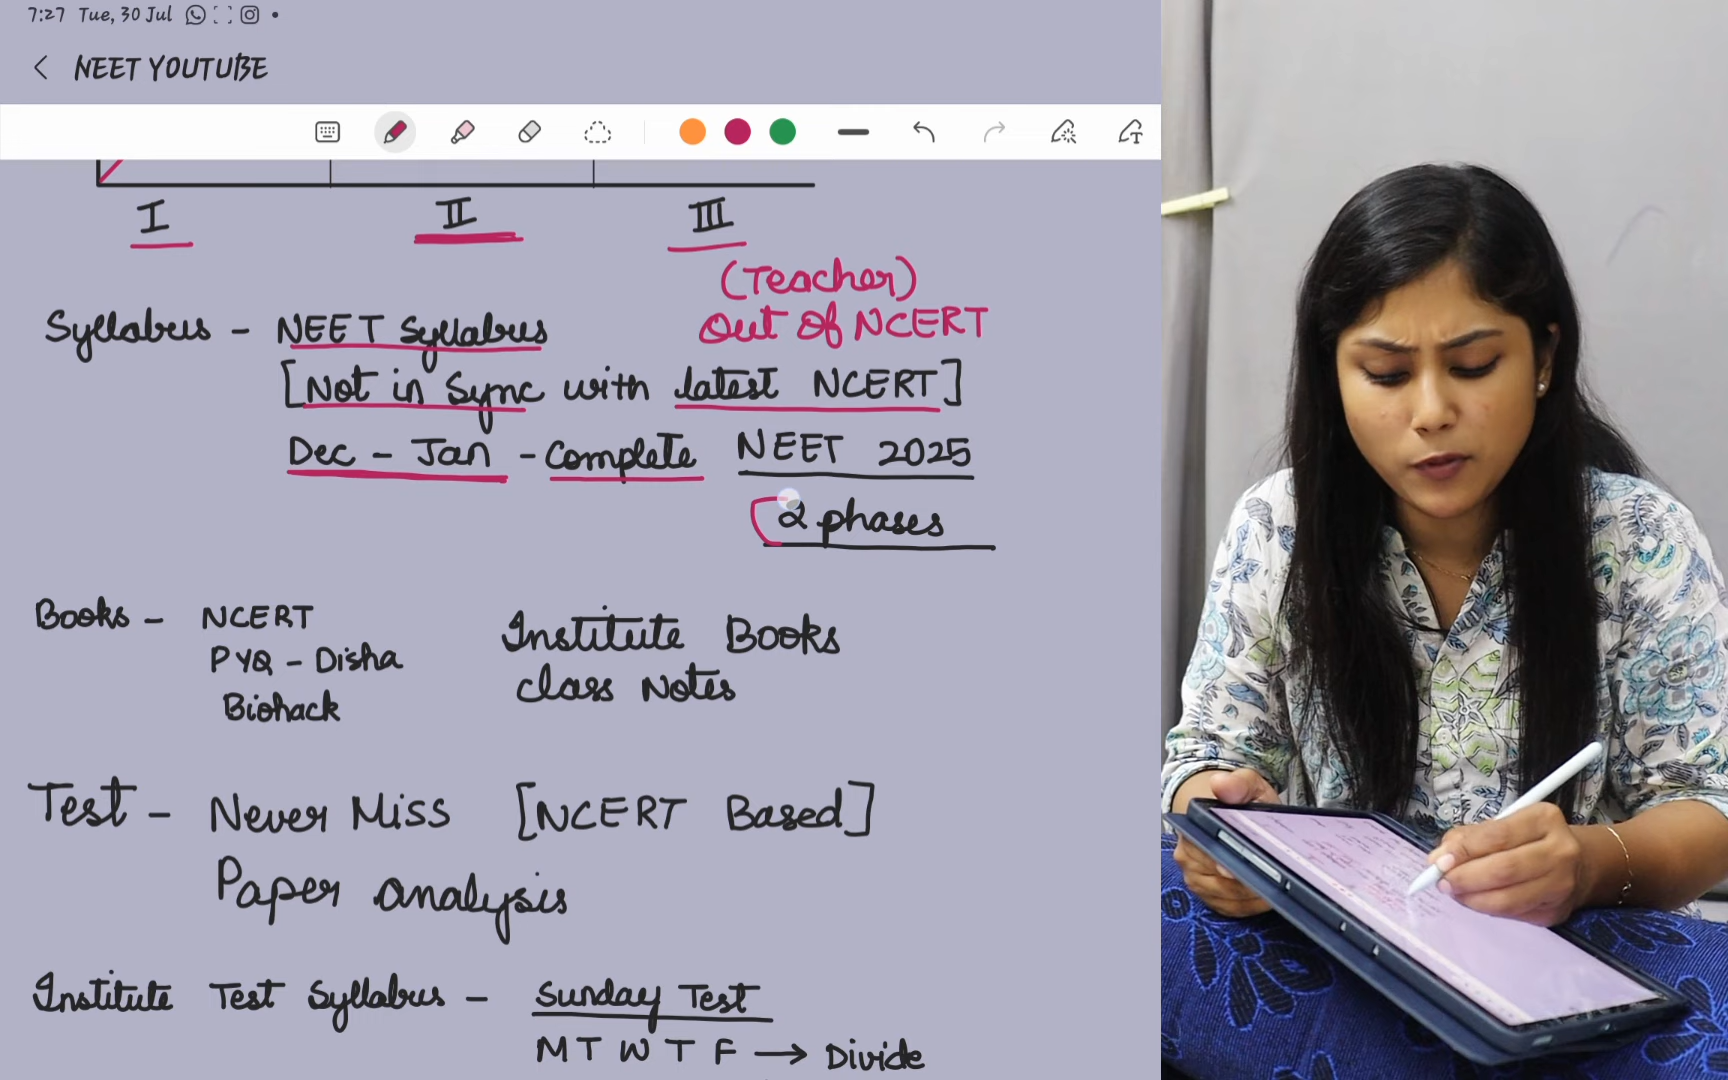 7:27 Tue, 30 Jul
NEET YOUTUBE
I II III
(Teacher)
Out of NCERT
Syllabus - NEET Syllabus
[Not in Sync with latest NCERT]
Dec - Jan - Complete NEET 2025
2 phases
Books - NCERT
PYQ - Disha
Biohack
Institute Books
Class Notes
Test - Never Miss [NCERT Based]
Paper analysis
Institute Test Syllabus - Sunday Test
M T W T F → Divide